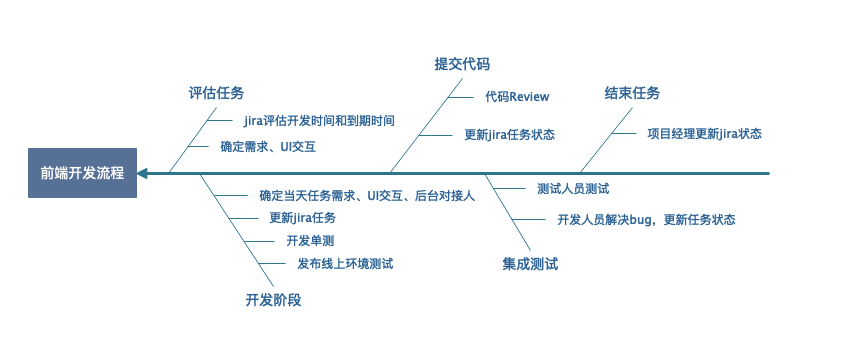 前端开发流程
评估任务
jira评估开发时间和到期时间
确定需求、UI交互
开发阶段
确定当天任务需求、UI交互、后台对接人
更新jira任务
开发单测
发布线上环境测试
提交代码
代码Review
更新jira任务状态
集成测试
测试人员测试
开发人员解决bug，更新任务状态
结束任务
项目经理更新jira状态